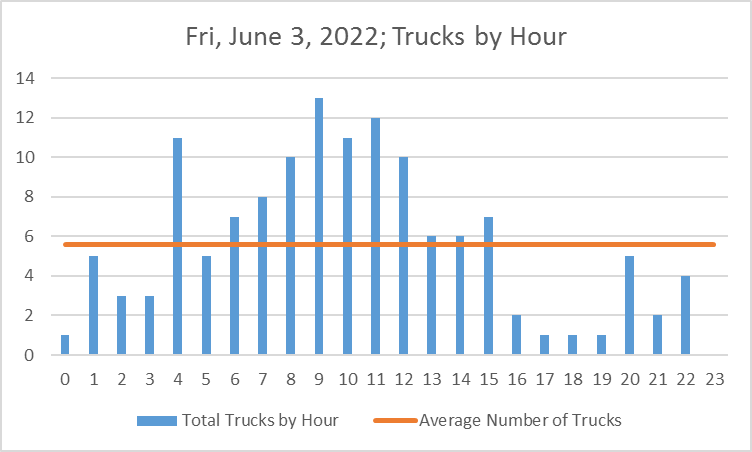 Fri, June 3, 2022; Trucks by Hour
14
12
10
8
6
4
2
0
0 1 2 3 4 5 6 7 8 9 10 11 12 13 14 15 16 17 18 19 20 21 22 23
Total Trucks by Hour Average Number of Trucks